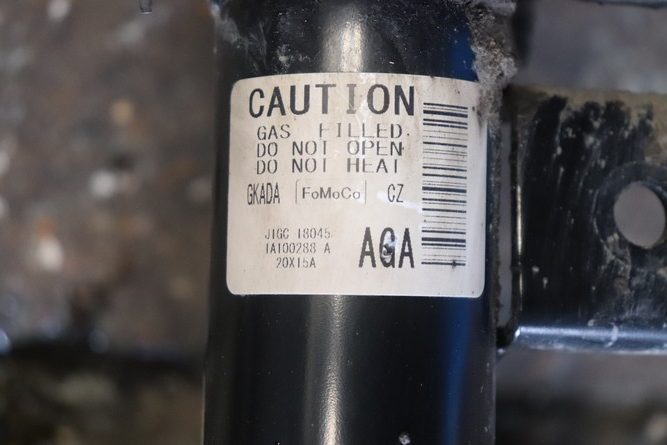 CAUTION
GAS FILLED.
DO NOT OPEN
DO NOT HEAT
GKADA FoMoCo CZ
J1GC 18045
1A100288 A
20X15A
AGA